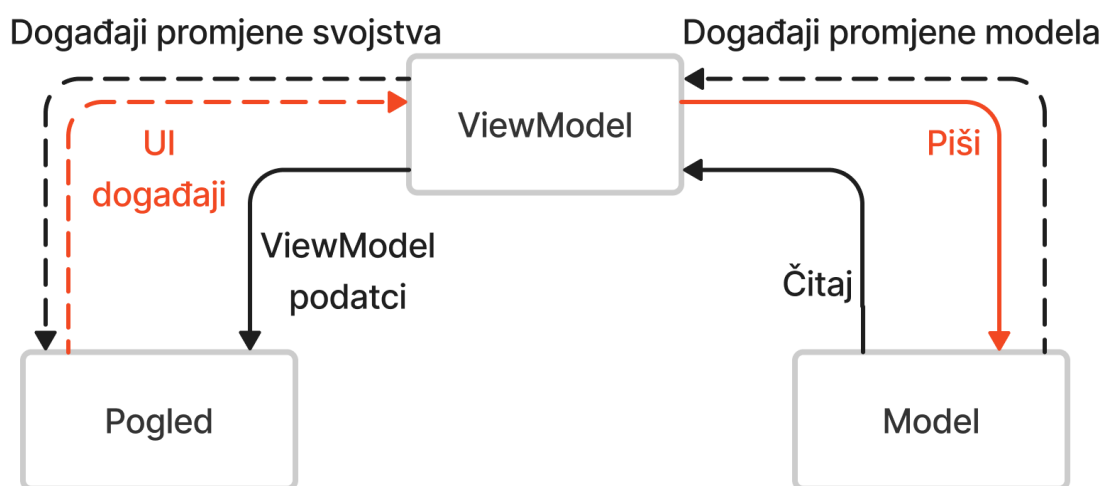 Događaji promjene svojstva
Događaji promjene modela
ViewModel
UI
događaji
Piši
ViewModel
podatci
Čitaj
Pogled
Model